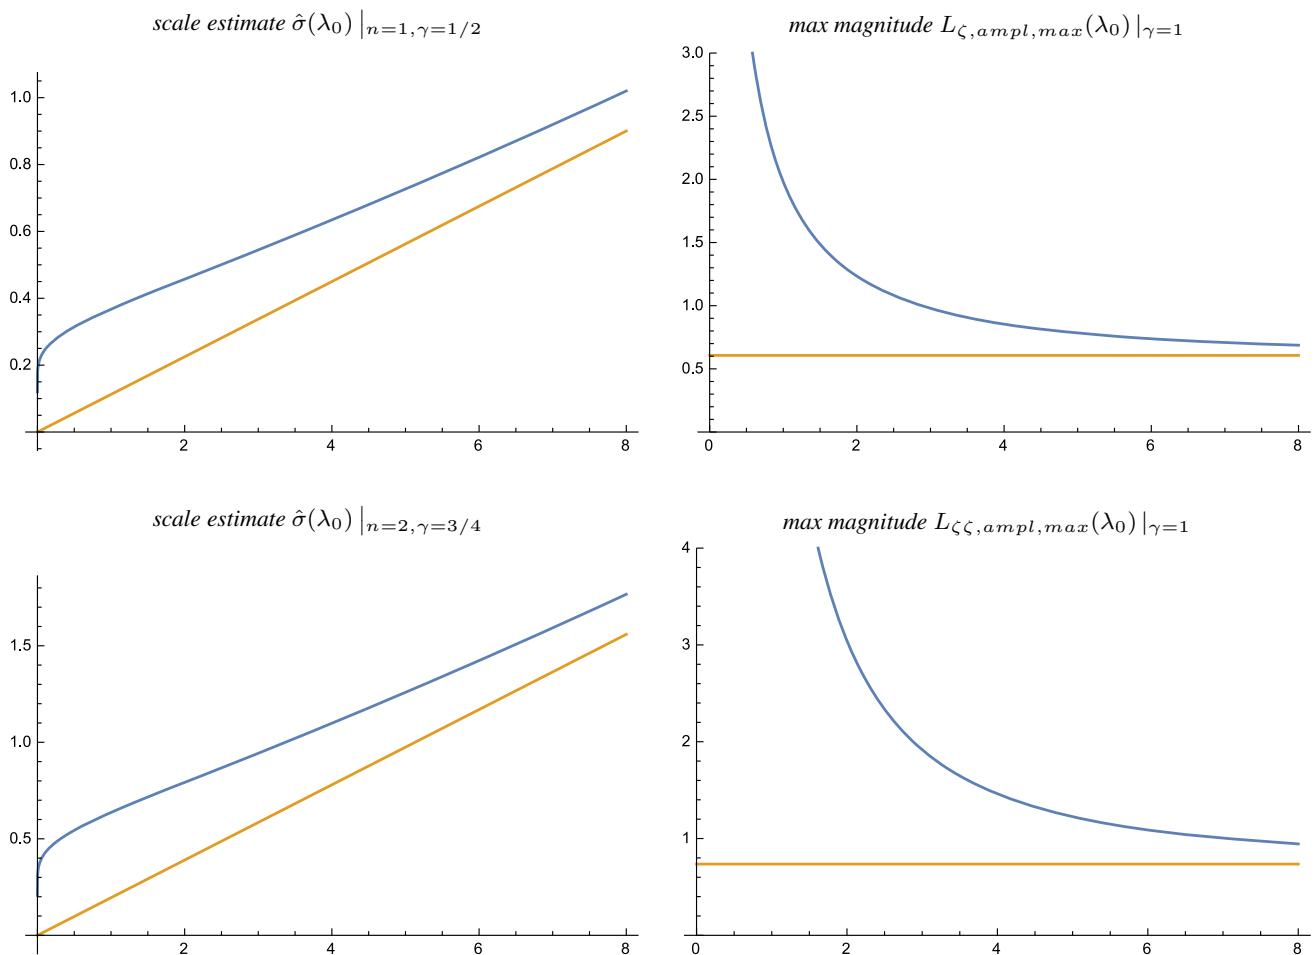 scale estimate σ̂(λ₀) |ₙ₌₁,γ₌₁/₂
max magnitude L_{ζ,ampl,max}(λ₀) |_{γ=1}
1.0
0.8
0.6
0.4
0.2
2 4 6 8
3.0
2.5
2.0
1.5
1.0
0.5
0 2 4 6 8
scale estimate σ̂(λ₀) |_{n=2,γ=3/4}
max magnitude L_{ζζ,ampl,max}(λ₀) |_{γ=1}
1.5
1.0
0.5
2 4 6 8
4
3
2
1
0 2 4 6 8